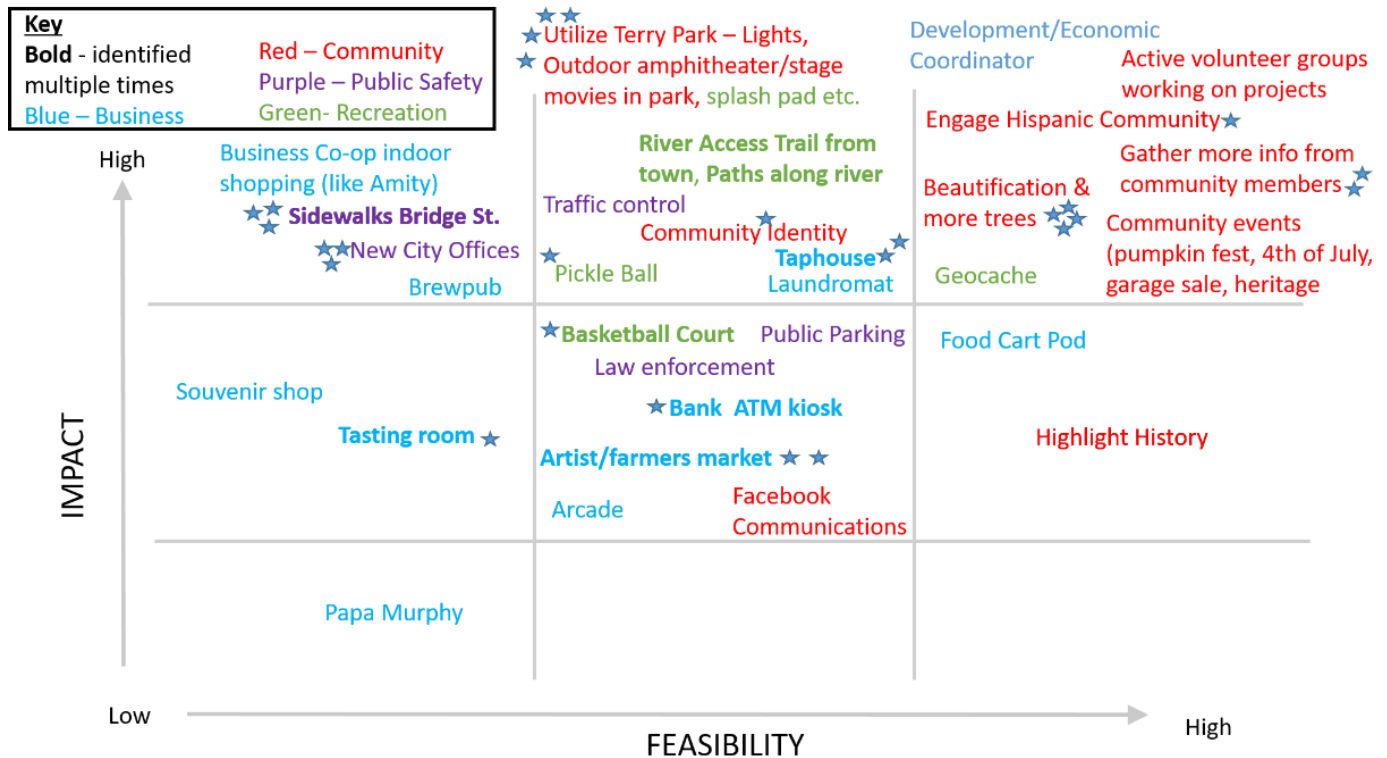 Key
Bold - identified
multiple times
Blue – Business
Red – Community
Purple – Public Safety
Green- Recreation
Utilize Terry Park – Lights,
Outdoor amphitheater/stage
movies in park, splash pad etc.
Development/Economic
Coordinator
Active volunteer groups
working on projects
Engage Hispanic Community
High
Business Co-op indoor
shopping (like Amity)
River Access Trail from
town, Paths along river
Gather more info from
community members
Beautification &
more trees
Sidewalks Bridge St.
Traffic control
Community Identity
Community events
(pumpkin fest, 4th of July,
garage sale, heritage
New City Offices
Taphouse
Pickle Ball
Laundromat
Geocache
Brewpub
Basketball Court
Public Parking
Food Cart Pod
Law enforcement
Souvenir shop
Bank ATM kiosk
Tasting room
Highlight History
Artist/farmers market
Arcade
Facebook
Communications
IMPACT
Papa Murphy
Low
High
FEASIBILITY